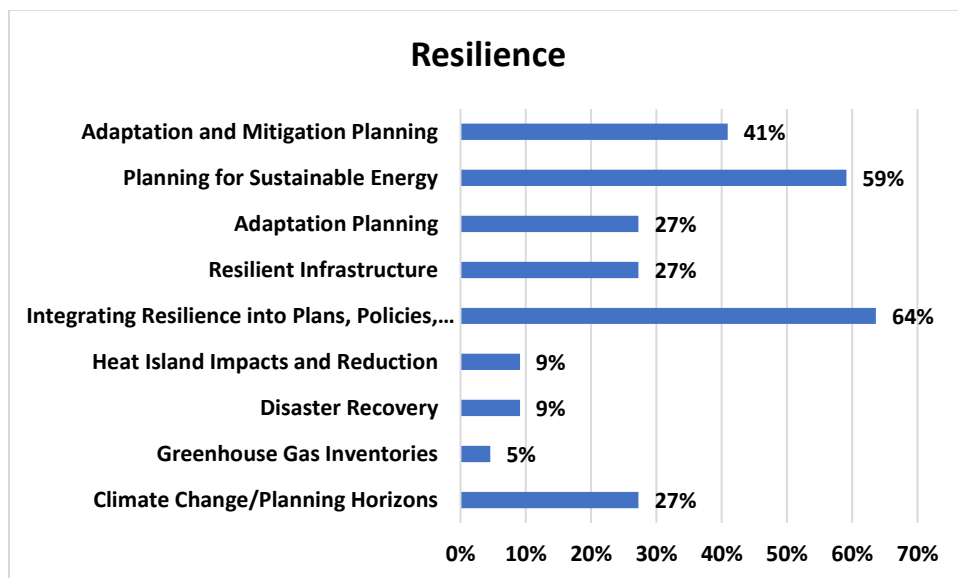 Resilience
Adaptation and Mitigation Planning 41%
Planning for Sustainable Energy 59%
Adaptation Planning 27%
Resilient Infrastructure 27%
Integrating Resilience into Plans, Policies,... 64%
Heat Island Impacts and Reduction 9%
Disaster Recovery 9%
Greenhouse Gas Inventories 5%
Climate Change/Planning Horizons 27%
0% 10% 20% 30% 40% 50% 60% 70%